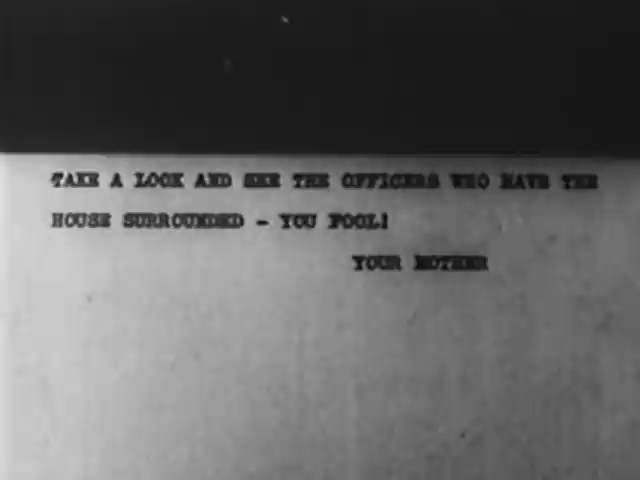 TAKE A LOOK AND SEE THE OFFICERS WHO HAVE THE
HOUSE SURROUNDED - YOU FOOL!
YOUR MOTHER